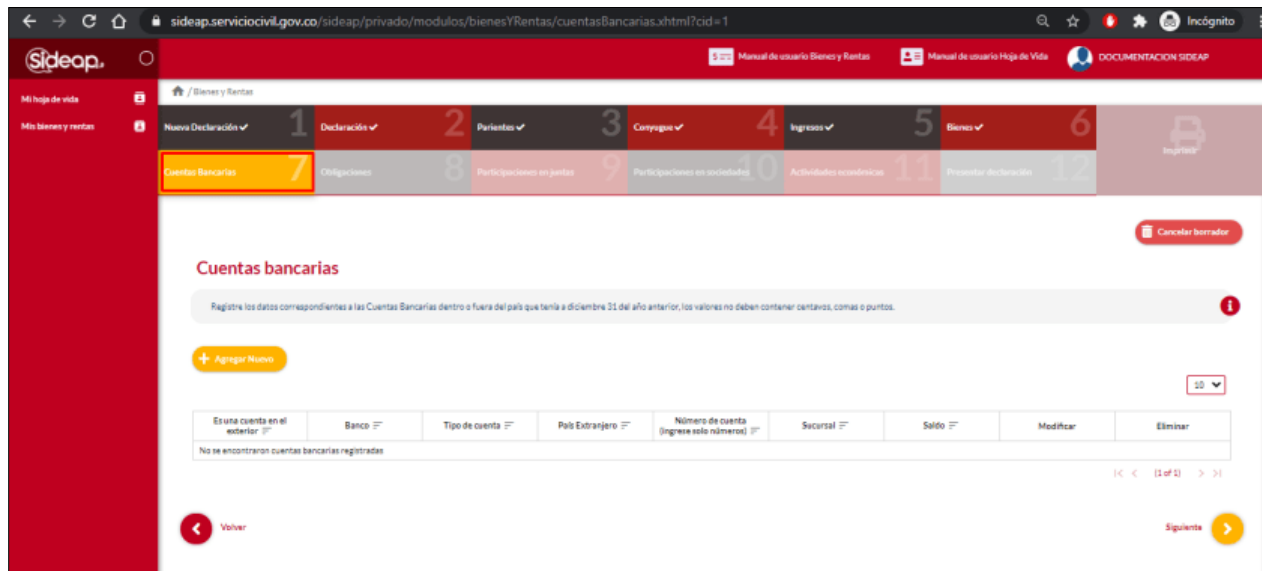 sideap.serviciocivil.gov.co/sideap/privado/modulos/bienesYRentas/cuentasBancarias.xhtml?cid=1
Incógnito
sideap.
Manual de usuario Bienes y Rentas
Manual de usuario Hoja de Vida
DOCUMENTACION SIDEAP
Mi hoja de vida
Mis bienes y rentas
/ Bienes y Rentas
Nueva Declaración ✓ 1
Declaración ✓ 2
Parientes ✓ 3
Conyugue ✓ 4
Ingresos ✓ 5
Bienes ✓ 6
Imprimir
Cuentas Bancarias 7
Obligaciones 8
Participaciones en juntas 9
Participaciones en sociedades 10
Actividades económicas 11
Presentar declaración 12
Cancelar borrador
Cuentas bancarias
Registre los datos correspondientes a las Cuentas Bancarias dentro o fuera del país que tenía a diciembre 31 del año anterior, los valores no deben contener centavos, comas o puntos.
+ Agregar Nuevo
10
Es una cuenta en el
exterior
Banco
Tipo de cuenta
País Extranjero
Número de cuenta
(ingrese solo números)
Sucursal
Saldo
Modificar
Eliminar
No se encontraron cuentas bancarias registradas
(1 of 1)
Volver
Siguiente